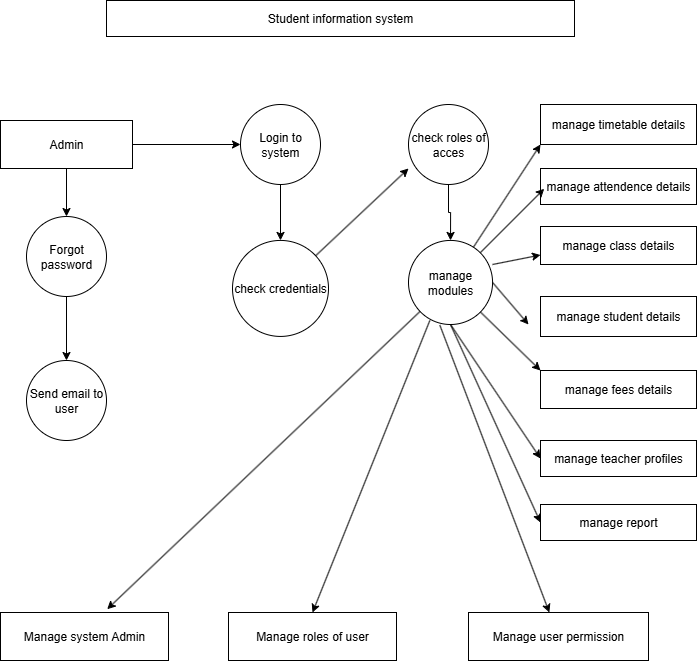 Student information system
Admin
Login to
system
check roles of
acces
manage timetable details
manage attendence details
Forgot
password
check credentials
manage
modules
manage class details
manage student details
Send email to
user
manage fees details
manage teacher profiles
manage report
Manage system Admin
Manage roles of user
Manage user permission